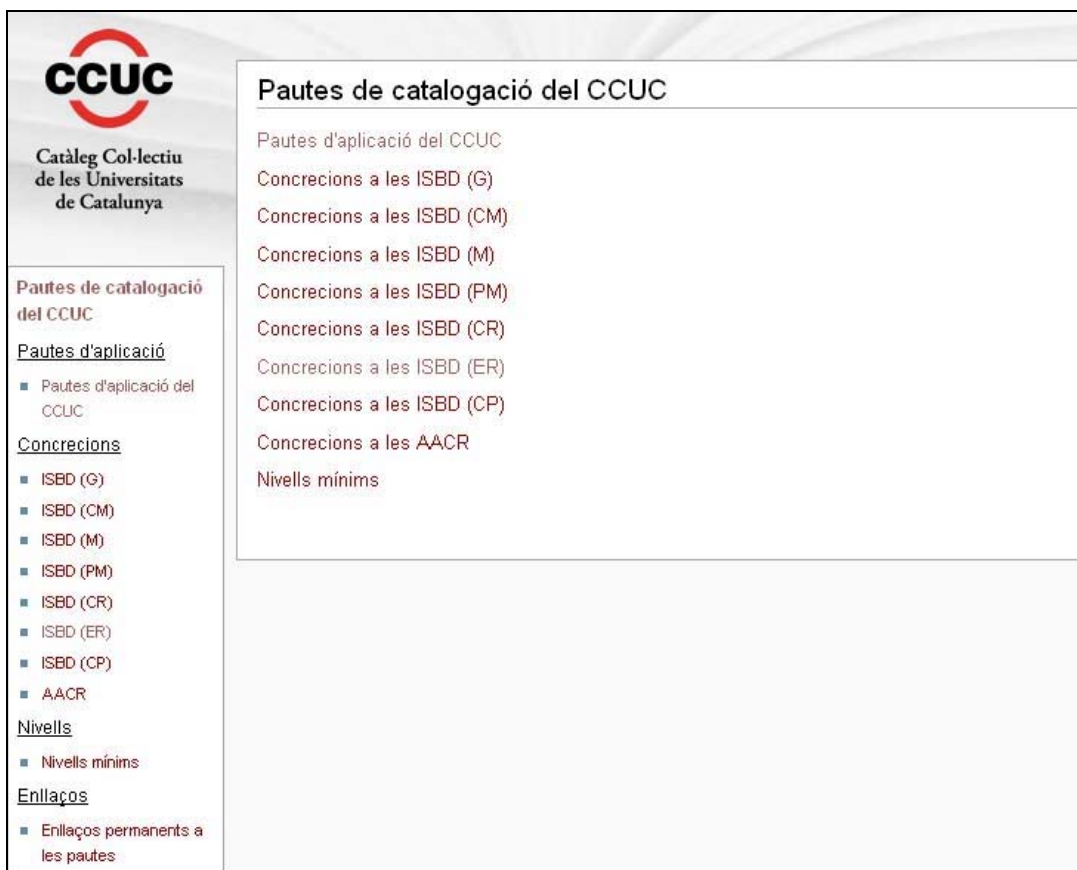 CCUC
Catàleg Col·lectiu
de les Universitats
de Catalunya
Pautes de catalogació
del CCUC
Pautes d'aplicació
Pautes d'aplicació del
CCUC
Concrecions
ISBD (G)
ISBD (CM)
ISBD (M)
ISBD (PM)
ISBD (CR)
ISBD (ER)
ISBD (CP)
AACR
Nivells
Nivells mínims
Enllaços
Enllaços permanents a
les pautes
Pautes de catalogació del CCUC
Pautes d'aplicació del CCUC
Concrecions a les ISBD (G)
Concrecions a les ISBD (CM)
Concrecions a les ISBD (M)
Concrecions a les ISBD (PM)
Concrecions a les ISBD (CR)
Concrecions a les ISBD (ER)
Concrecions a les ISBD (CP)
Concrecions a les AACR
Nivells mínims